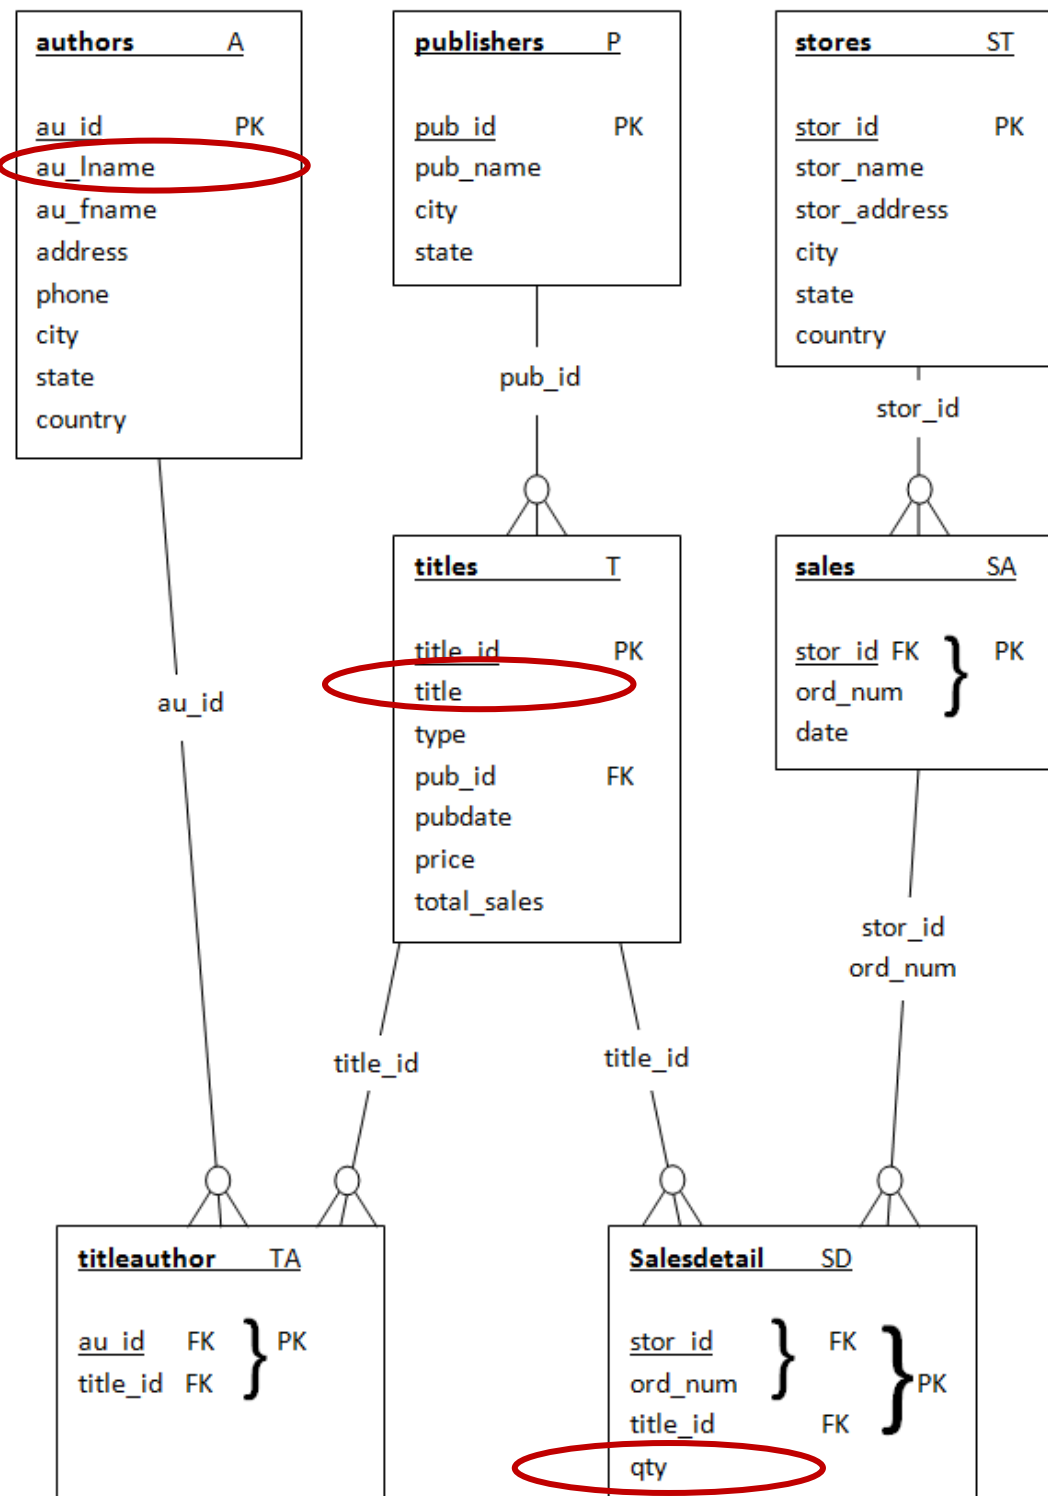 authors A
au_id PK
au_lname
au_fname
address
phone
city
state
country
publishers P
pub_id PK
pub_name
city
state
stores ST
stor_id PK
stor_name
stor_address
city
state
country
pub_id
stor_id
titles T
title_id PK
title
type
pub_id FK
pubdate
price
total_sales
sales SA
stor_id FK } PK
ord_num
date
au_id
stor_id
ord_num
title_id
title_id
titleauthor TA
au_id FK } PK
title_id FK
Salesdetail SD
stor_id } FK } PK
ord_num
title_id FK
qty